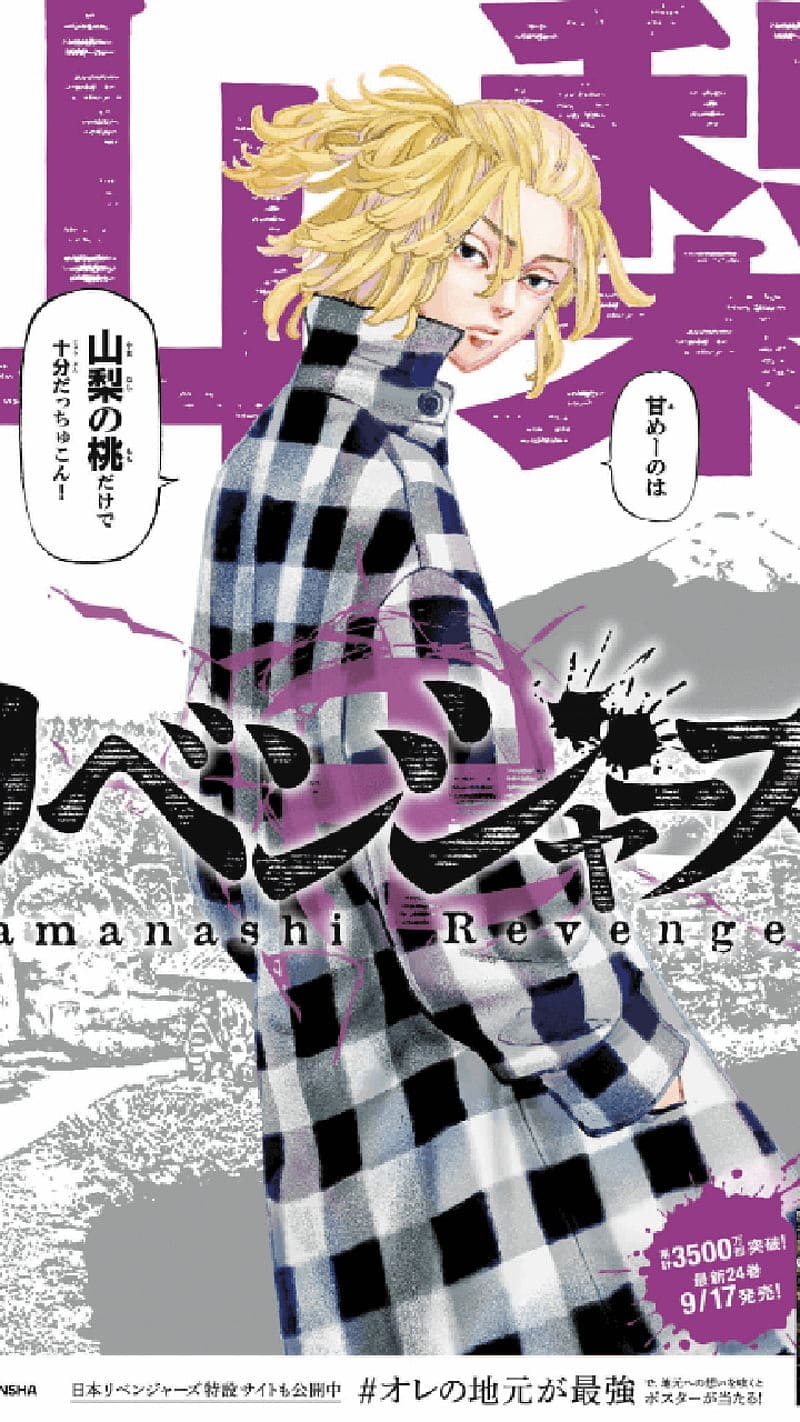 山梨
甘めーのは
山梨の桃だけで
十分だっちゅこん！
リベンジャーズ
amanashi Revenge
累計3500万部突破!
最新24巻
9/17発売!
NSHA
日本リベンジャーズ特設サイトも公開中
#オレの地元が最強
で、地元への想いを呟くと
ポスターが当たる!